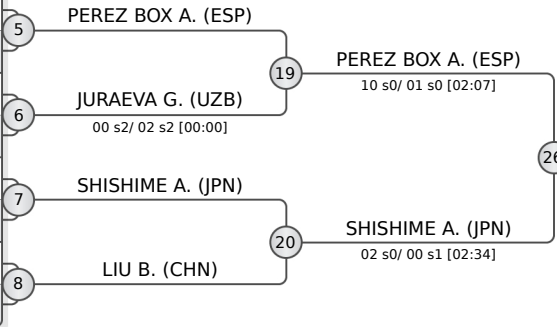 PEREZ BOX A. (ESP)
5
19
PEREZ BOX A. (ESP)
10 s0/ 01 s0 [02:07]
JURAEVA G. (UZB)
6
00 s2/ 02 s2 [00:00]
26
SHISHIME A. (JPN)
7
20
SHISHIME A. (JPN)
02 s0/ 00 s1 [02:34]
LIU B. (CHN)
8